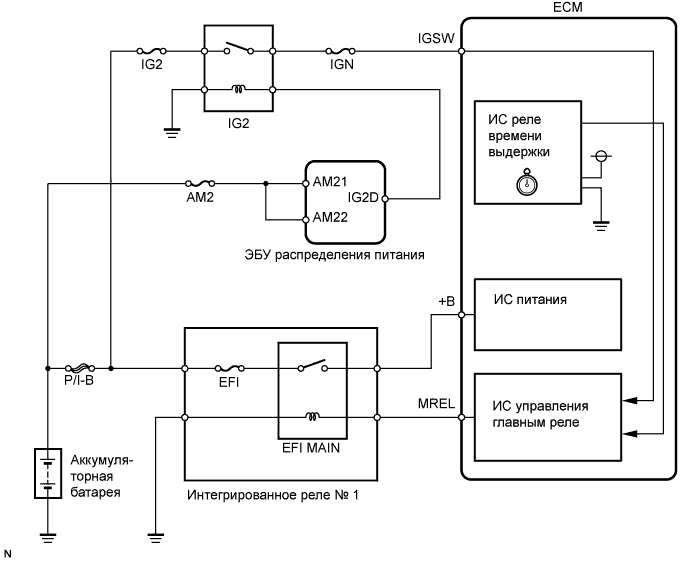 ECM
IGSW
IG2
IGN
IG2
ИС реле
времени
выдержки
AM2
AM21
IG2D
AM22
ЭБУ распределения питания
+B
ИС питания
P/I-B
EFI
MREL
ИС управления
главным реле
EFI MAIN
Аккумуля-
торная
батарея
Интегрированное реле № 1
N